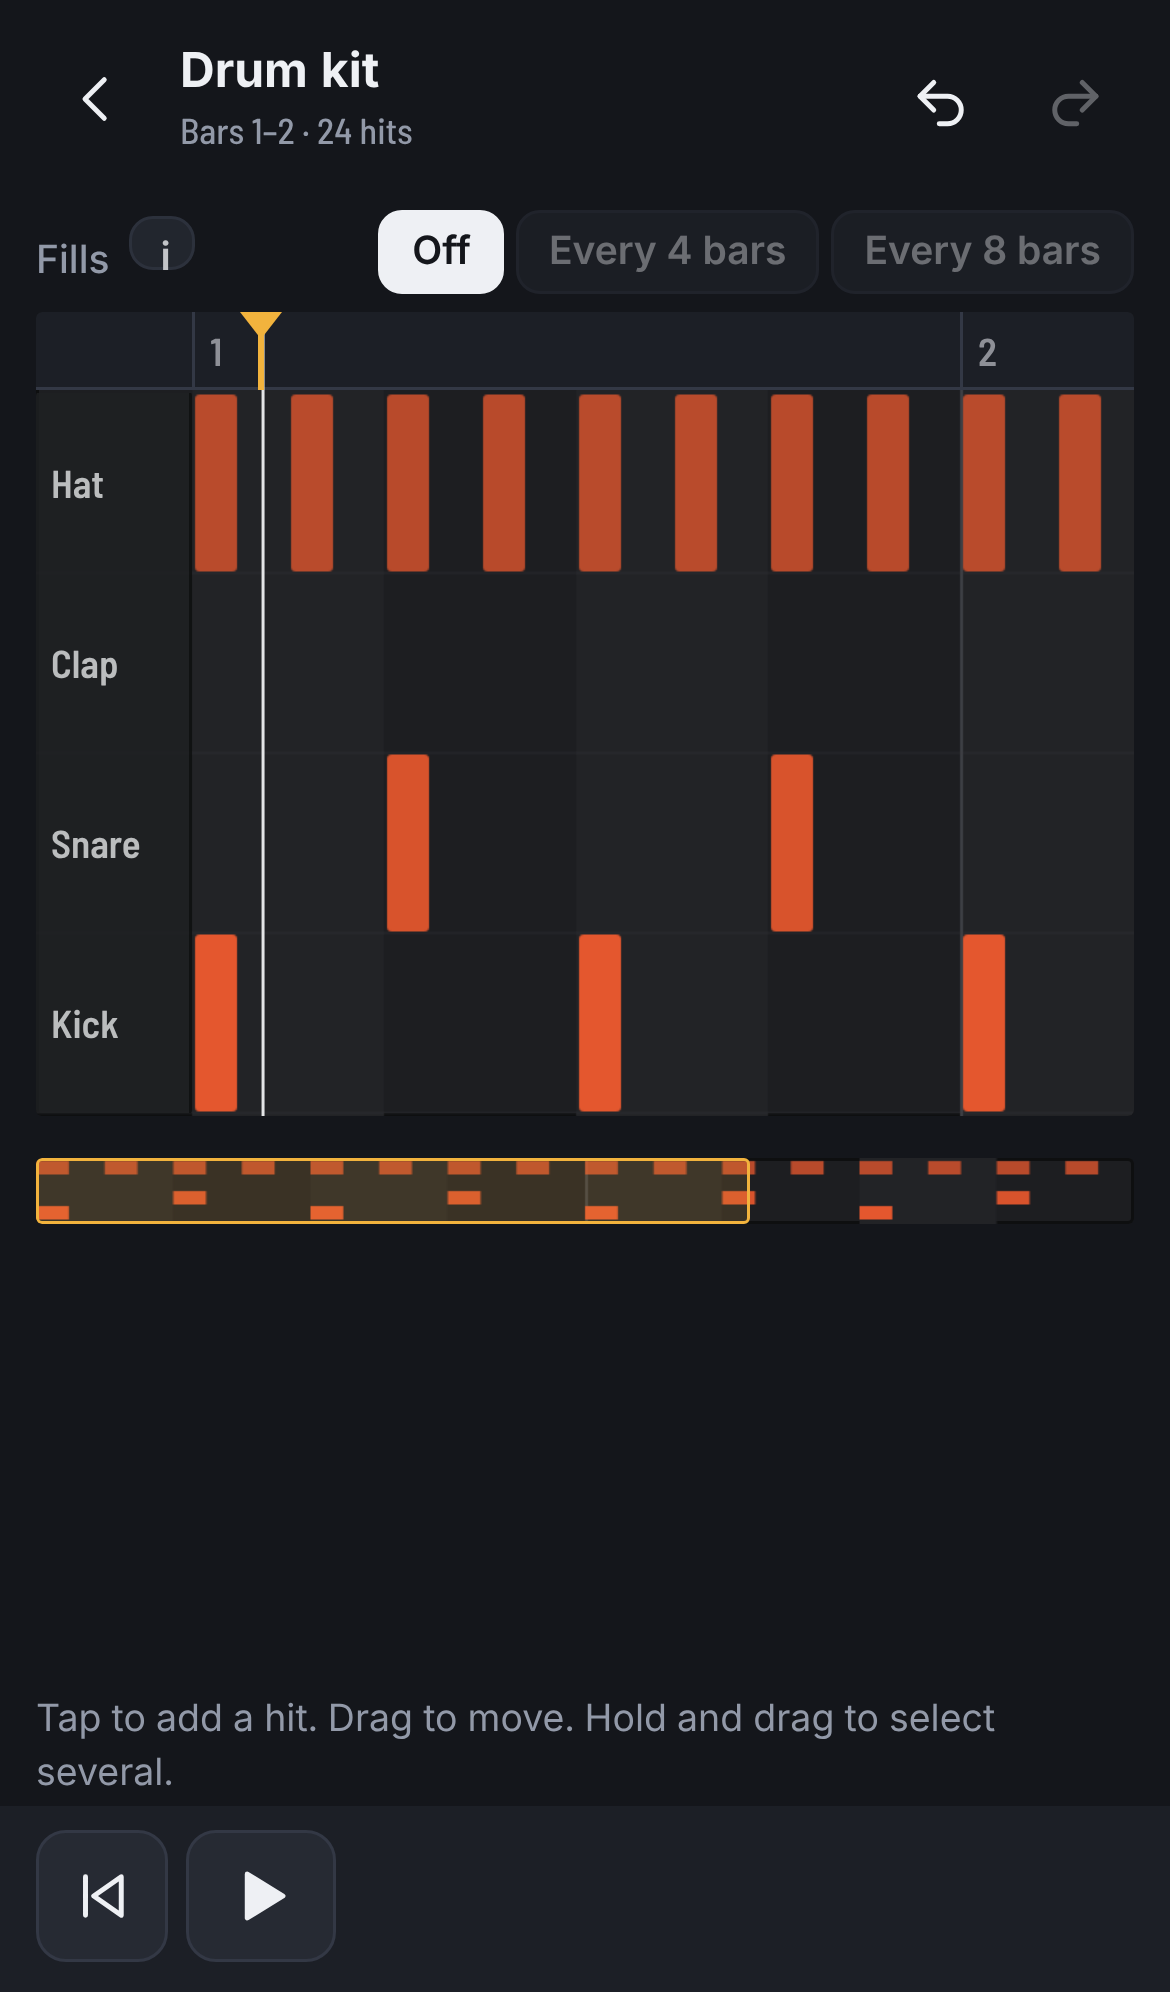 Drum kit
Bars 1–2 · 24 hits
Fills i Off Every 4 bars Every 8 bars
1 2
Hat
Clap
Snare
Kick
Tap to add a hit. Drag to move. Hold and drag to select
several.